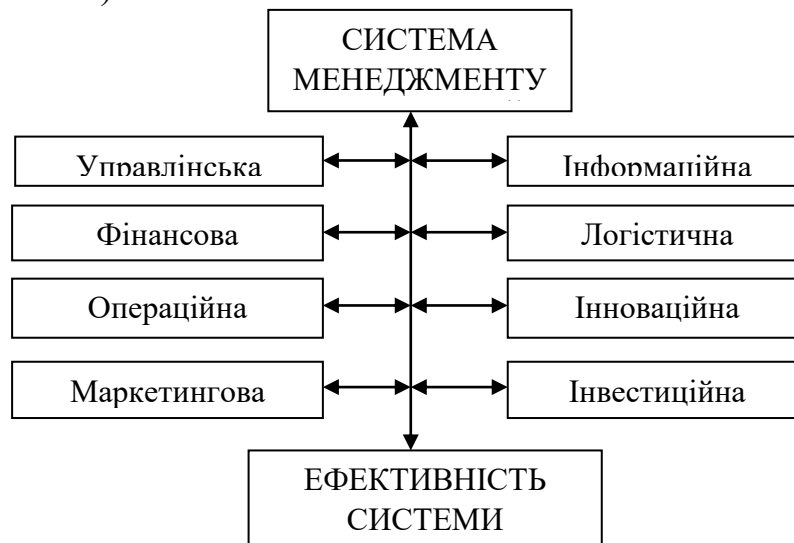 )
СИСТЕМА
МЕНЕДЖМЕНТУ
Управлінська
Інформаційна
Фінансова
Логістична
Операційна
Інноваційна
Маркетингова
Інвестиційна
ЕФЕКТИВНІСТЬ
СИСТЕМИ